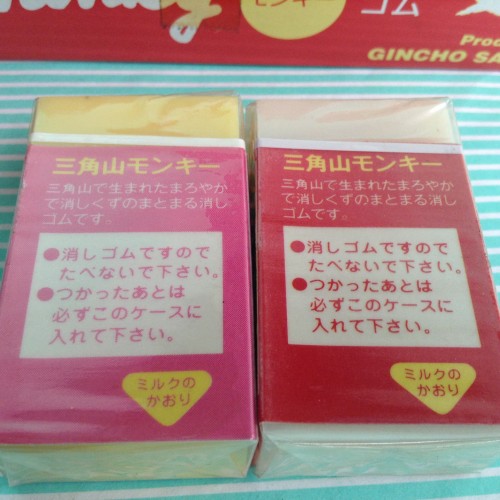 モンキー
ゴム
Prod
GINCHO SA
三角山モンキー
三角山で生まれたまろやか
で消しくずのまとまる消し
ゴムです。
●消しゴムですので
たべないで下さい。
●つかったあとは
必ずこのケースに
入れて下さい。
ミルクの
かおり
三角山モンキー
三角山で生まれたまろやか
で消しくずのまとまる消し
ゴムです。
●消しゴムですので
たべないで下さい。
●つかったあとは
必ずこのケースに
入れて下さい。
ミルクの
かおり